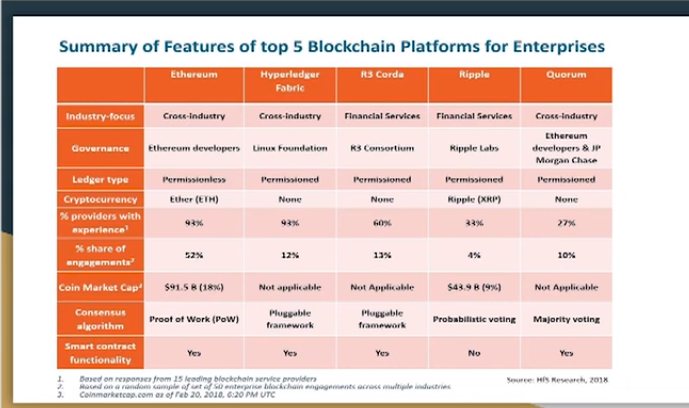 Summary of Features of top 5 Blockchain Platforms for Enterprises
Ethereum Hyperledger Fabric R3 Corda Ripple Quorum
Industry-focus Cross-industry Cross-industry Financial Services Financial Services Cross-industry
Governance Ethereum developers Linux Foundation R3 Consortium Ripple Labs Ethereum developers & JP Morgan Chase
Ledger type Permissionless Permissioned Permissioned Permissioned Permissioned
Cryptocurrency Ether (ETH) None None Ripple (XRP) None
% providers with experience¹ 93% 93% 60% 33% 27%
% share of engagements² 52% 12% 13% 4% 10%
Coin Market Cap³ $91.5 B (18%) Not applicable Not Applicable $43.9 B (9%) Not Applicable
Consensus algorithm Proof of Work (PoW) Pluggable framework Pluggable framework Probabilistic voting Majority voting
Smart contract functionality Yes Yes Yes No Yes
1. Based on responses from 15 leading blockchain service providers
2. Based on a random sample of set of 50 enterprise blockchain engagements across multiple industries
3. Coinmarketcap.com as of Feb 20, 2018, 6:20 PM UTC
Source: HfS Research, 2018